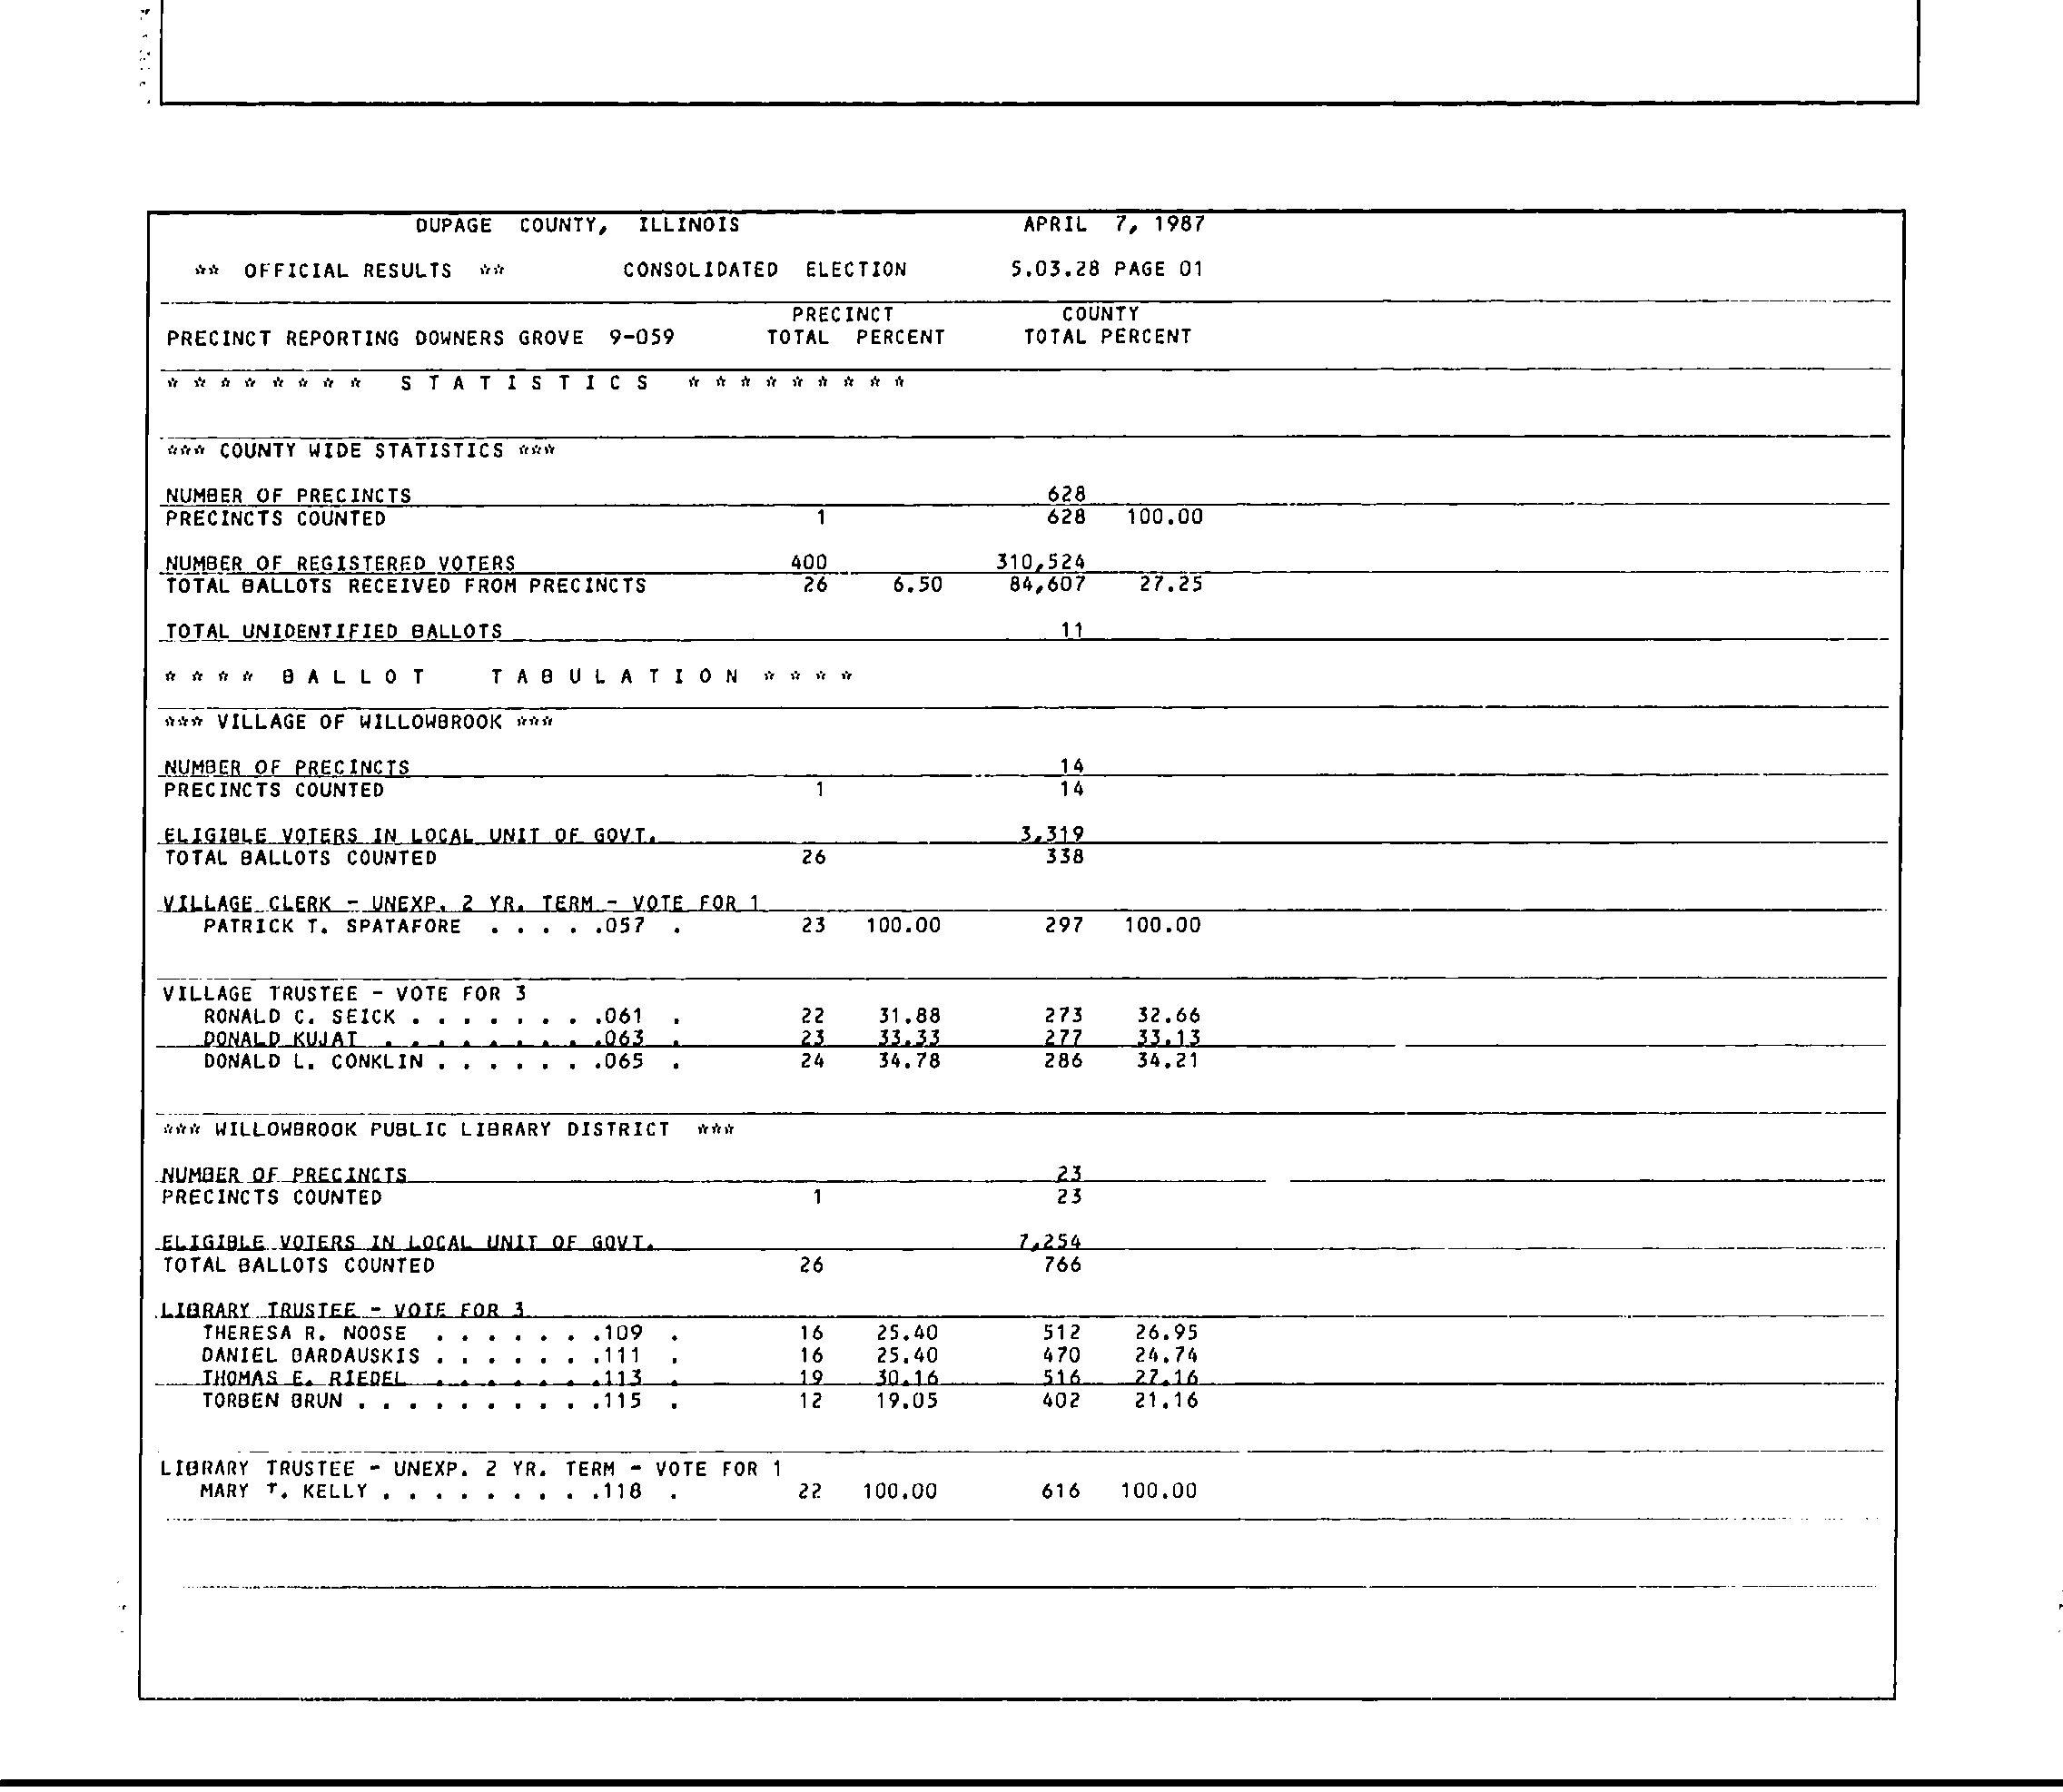 DUPAGE COUNTY, ILLINOIS APRIL 7, 1987
** OFFICIAL RESULTS ** CONSOLIDATED ELECTION 5.03.28 PAGE 01
PRECINCT COUNTY
PRECINCT REPORTING DOWNERS GROVE 9-059 TOTAL PERCENT TOTAL PERCENT
* * * * * * * * S T A T I S T I C S * * * * * * * * *
*** COUNTY WIDE STATISTICS ***
NUMBER OF PRECINCTS 628
PRECINCTS COUNTED 1 628 100.00
NUMBER OF REGISTERED VOTERS 400 310,524
TOTAL BALLOTS RECEIVED FROM PRECINCTS 26 6.50 84,607 27.25
TOTAL UNIDENTIFIED BALLOTS 11
* * * * B A L L O T T A B U L A T I O N * * * *
*** VILLAGE OF WILLOWBROOK ***
NUMBER OF PRECINCTS 14
PRECINCTS COUNTED 1 14
ELIGIBLE VOTERS IN LOCAL UNIT OF GOVT. 3,319
TOTAL BALLOTS COUNTED 26 338
VILLAGE CLERK - UNEXP. 2 YR. TERM - VOTE FOR 1
PATRICK T. SPATAFORE . . . . .057 . 23 100.00 297 100.00
VILLAGE TRUSTEE - VOTE FOR 3
RONALD C. SEICK . . . . . . . .061 . 22 31.88 273 32.66
DONALD KUJAT . . . . . . . . .063 . 23 33.33 277 33.13
DONALD L. CONKLIN . . . . . . .065 . 24 34.78 286 34.21
*** WILLOWBROOK PUBLIC LIBRARY DISTRICT ***
NUMBER OF PRECINCTS 23
PRECINCTS COUNTED 1 23
ELIGIBLE VOTERS IN LOCAL UNIT OF GOVT. 7,254
TOTAL BALLOTS COUNTED 26 766
LIBRARY TRUSTEE - VOTE FOR 3
THERESA R. NOOSE . . . . . . .109 . 16 25.40 512 26.95
DANIEL BARDAUSKIS . . . . . . .111 . 16 25.40 470 24.74
THOMAS E. RIEDEL . . . . . . .113 . 19 30.16 516 27.16
TORBEN BRUN . . . . . . . . . .115 . 12 19.05 402 21.16
LIBRARY TRUSTEE - UNEXP. 2 YR. TERM - VOTE FOR 1
MARY T. KELLY . . . . . . . . .118 . 22 100.00 616 100.00